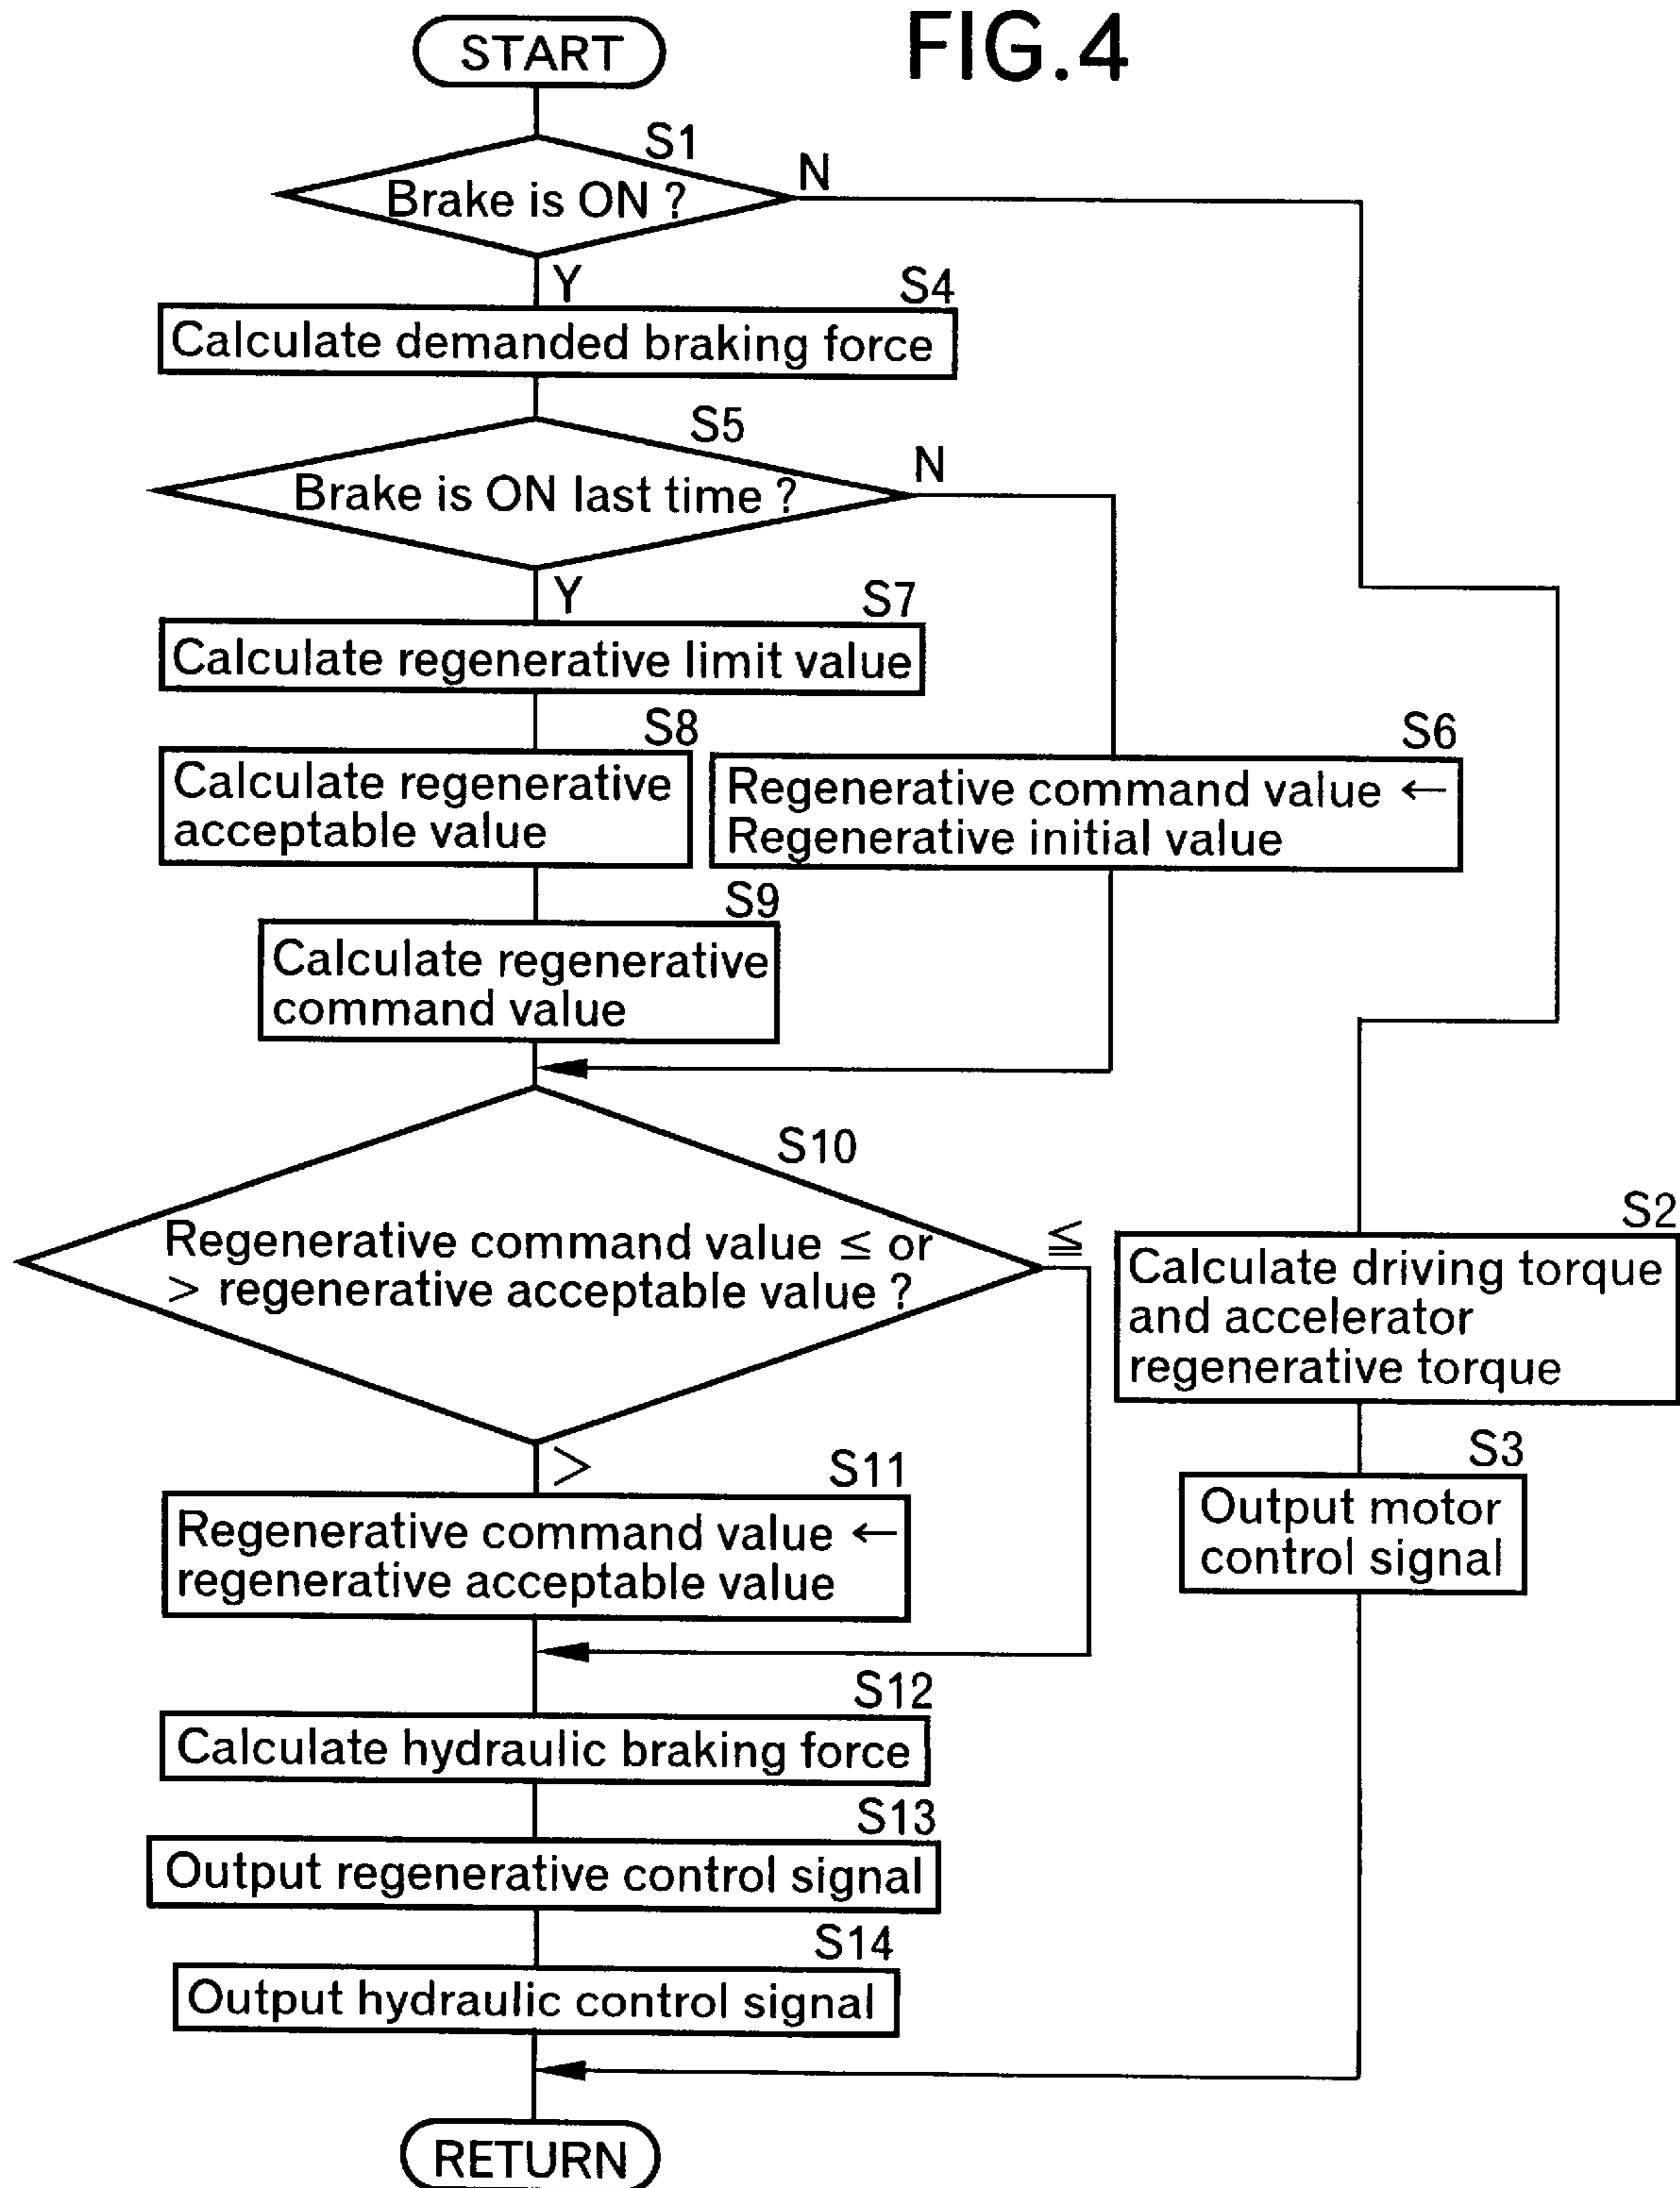 FIG.4
START
S1
Brake is ON ?
N
Y
S4
Calculate demanded braking force
S5
Brake is ON last time ?
N
Y
S7
Calculate regenerative limit value
S8
Calculate regenerative
acceptable value
S6
Regenerative command value ←
Regenerative initial value
S9
Calculate regenerative
command value
S10
Regenerative command value ≤ or
> regenerative acceptable value ?
≦
>
S2
Calculate driving torque
and accelerator
regenerative torque
S3
Output motor
control signal
S11
Regenerative command value ←
regenerative acceptable value
S12
Calculate hydraulic braking force
S13
Output regenerative control signal
S14
Output hydraulic control signal
RETURN